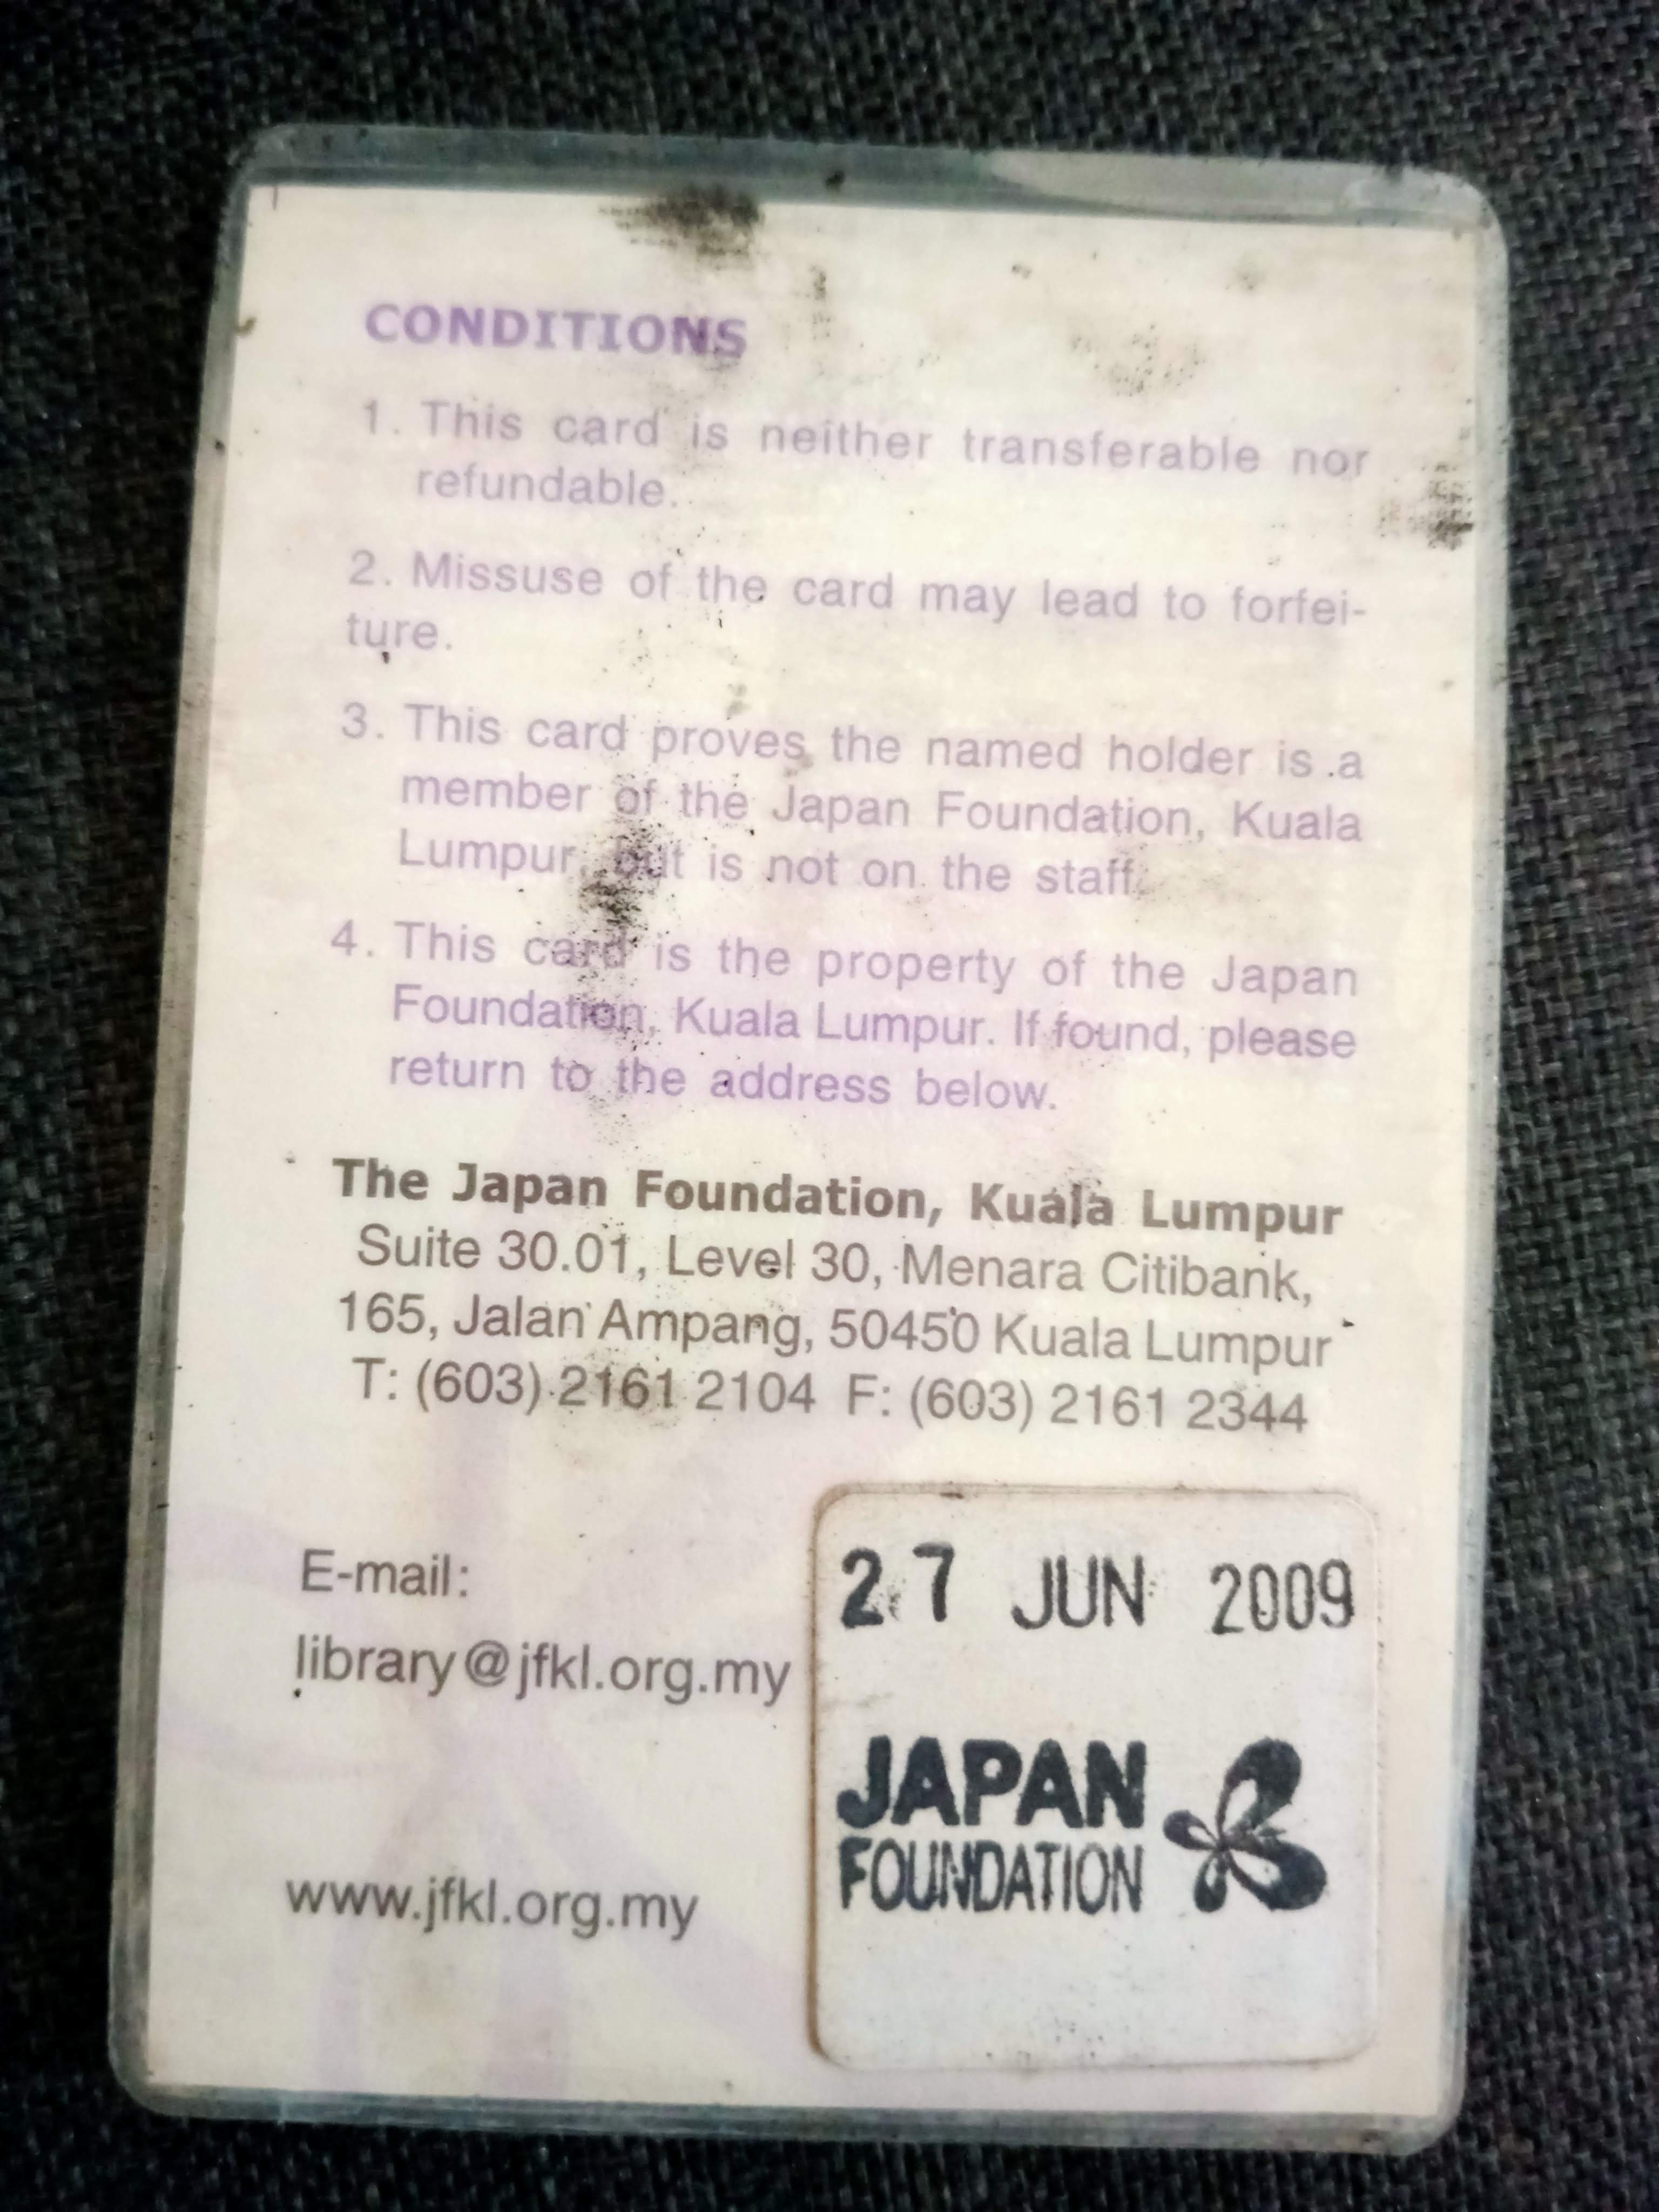 CONDITIONS
1. This card is neither transferable nor
refundable.
2. Missuse of the card may lead to forfei-
ture.
3. This card proves the named holder is a
member of the Japan Foundation, Kuala
Lumpur, but is not on the staff.
4. This card is the property of the Japan
Foundation, Kuala Lumpur. If found, please
return to the address below.
The Japan Foundation, Kuala Lumpur
Suite 30.01, Level 30, Menara Citibank,
165, Jalan Ampang, 50450 Kuala Lumpur
T: (603) 2161 2104 F: (603) 2161 2344
E-mail:
library@jfkl.org.my
www.jfkl.org.my
27 JUN 2009
JAPAN
FOUNDATION